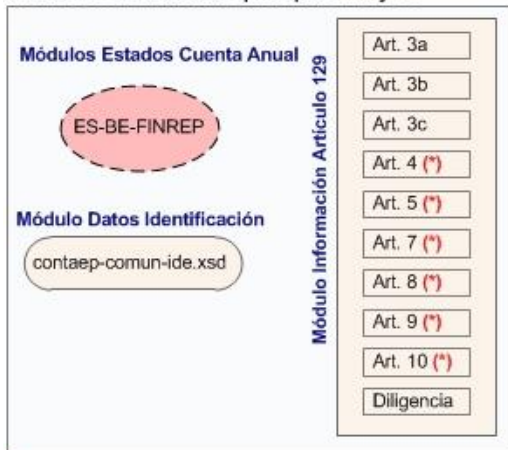 Módulos Estados Cuenta Anual
ES-BE-FINREP
Módulo Datos Identificación
contaep-comun-ide.xsd
Módulo Información Artículo 129
Art. 3a
Art. 3b
Art. 3c
Art. 4 (*)
Art. 5 (*)
Art. 7 (*)
Art. 8 (*)
Art. 9 (*)
Art. 10 (*)
Diligencia